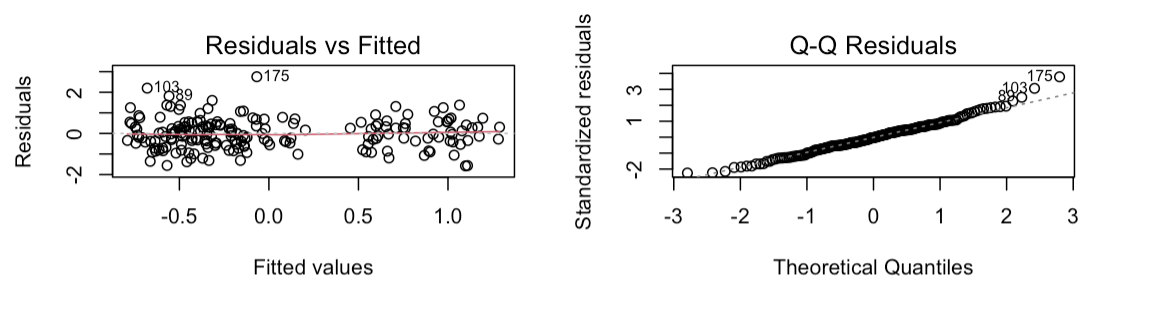 Residuals vs Fitted
Residuals
2
0
-2
175
103
89
-0.5 0.0 0.5 1.0
Fitted values
Q-Q Residuals
Standardized residuals
3
1
-2
175
103
89
-3 -2 -1 0 1 2 3
Theoretical Quantiles